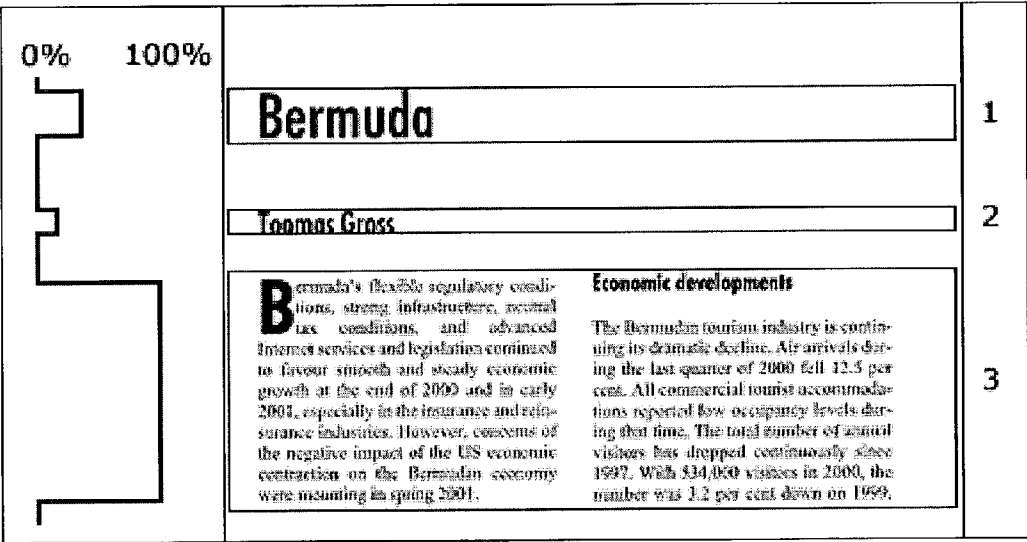 0% 100%
Bermuda
1
Toomas Gross
2
Bermuda's flexible regulatory condi-
tions, strong infrastructure, neutral
tax conditions, and advanced
Internet services and legislation continued
to favour smooth and steady economic
growth at the end of 2000 and in early
2001, especially in the insurance and rein-
surance industries. However, concerns of
the negative impact of the US economic
contraction on the Bermudan economy
were mounting in spring 2001.
Economic developments
The Bermudan tourism industry is contin-
uing its dramatic decline. Air arrivals dur-
ing the last quarter of 2000 fell 12.5 per
cent. All commercial tourist accommoda-
tions reported low occupancy levels dur-
ing that time. The total number of annual
visitors has dropped continuously since
1997. With 534,000 visitors in 2000, the
number was 3.2 per cent down on 1999.
3